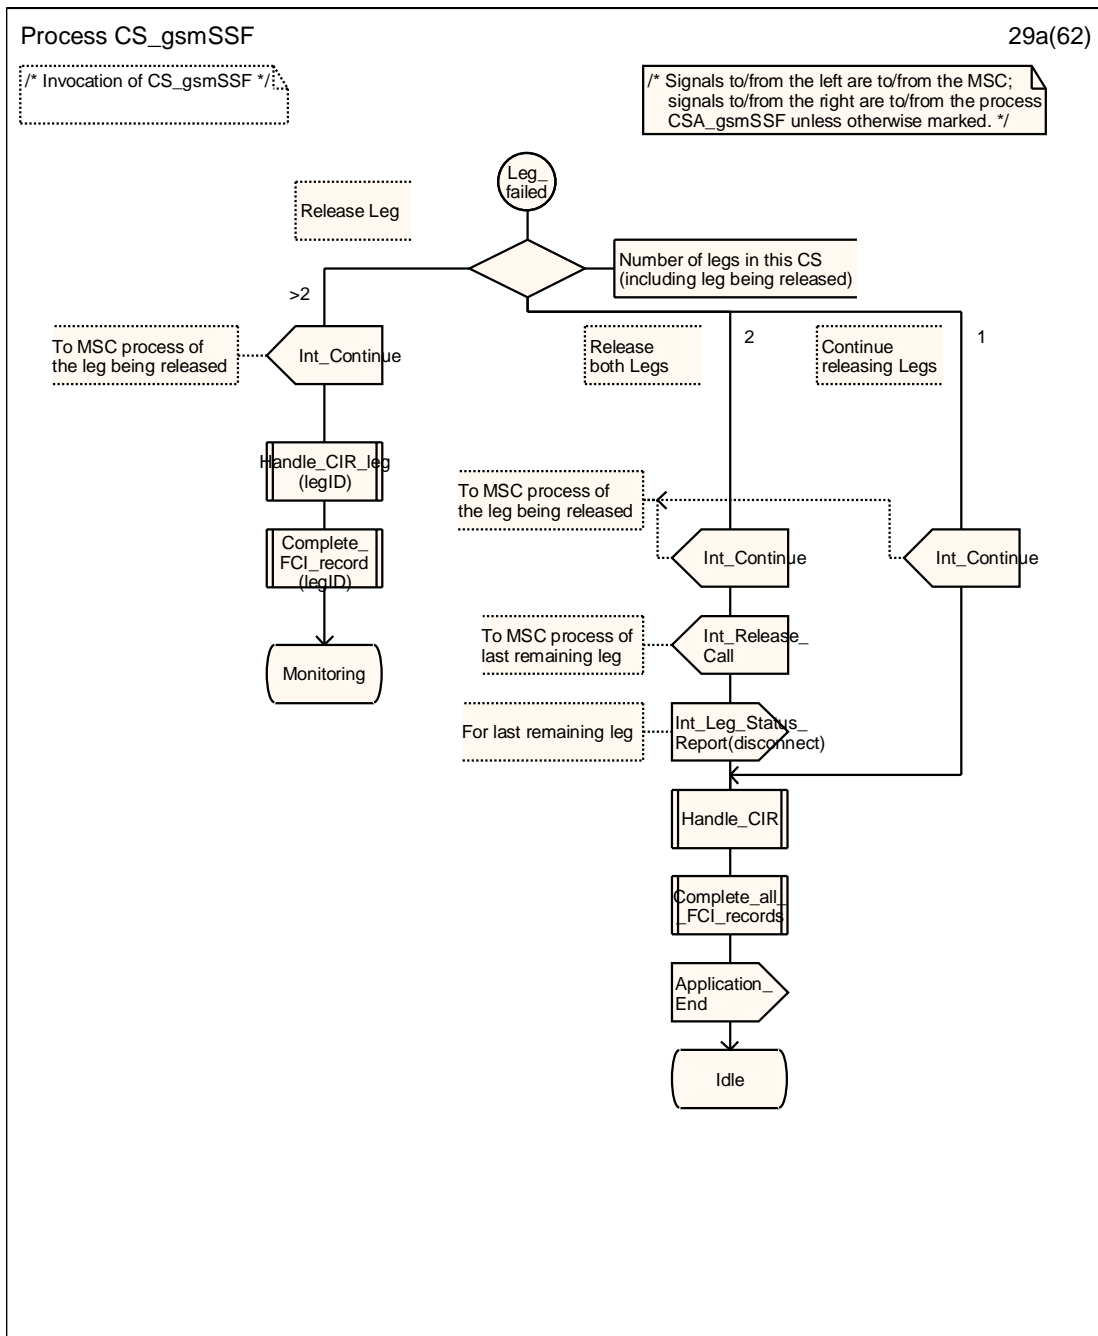 Process CS_gsmSSF
29a(62)
/* Invocation of CS_gsmSSF */
/* Signals to/from the left are to/from the MSC;
signals to/from the right are to/from the process
CSA_gsmSSF unless otherwise marked. */
Leg_
failed
Release Leg
Number of legs in this CS
(including leg being released)
>2
2
1
To MSC process of
the leg being released
Int_Continue
Release
both Legs
Continue
releasing Legs
Handle_CIR_leg
(legID)
To MSC process of
the leg being released
Complete_
FCI_record
(legID)
Int_Continue
Int_Continue
To MSC process of
last remaining leg
Int_Release_
Call
Monitoring
For last remaining leg
Int_Leg_Status_
Report(disconnect)
Handle_CIR
Complete_all_
_FCI_records
Application_
End
Idle